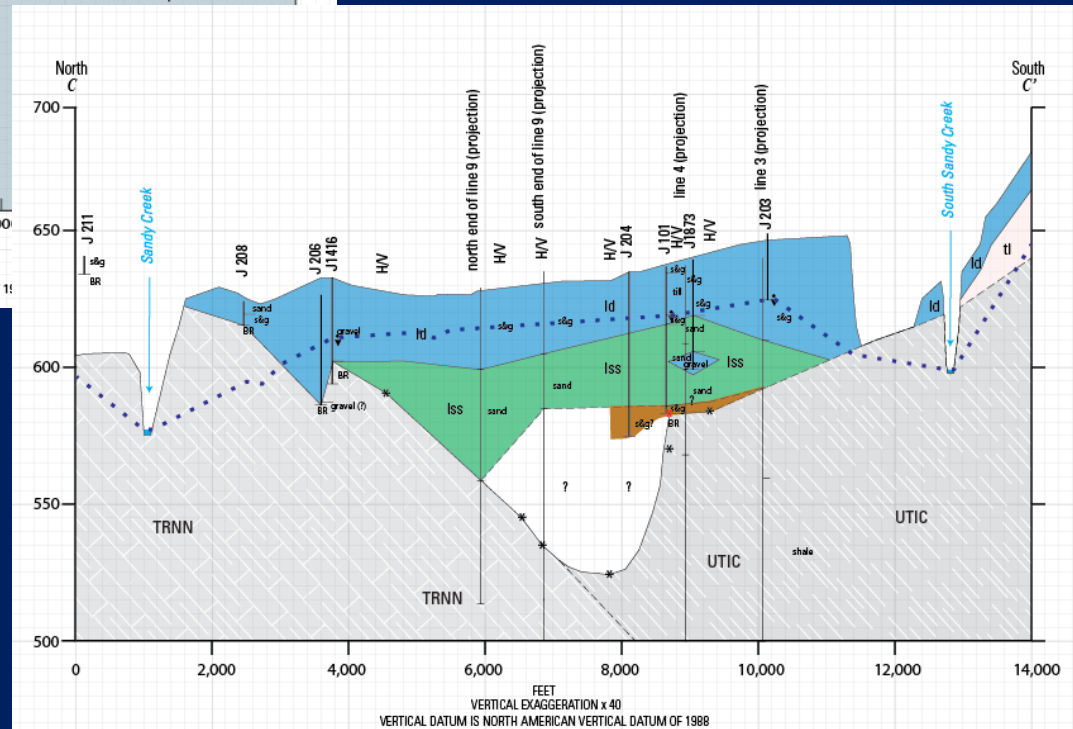 North
C
South
C'
700
650
600
550
500
J 211
s&g
BR
Sandy Creek
J 208
sand
s&g
BR
J 206
J1416
gravel
BR
BR
gravel (?)
H/V
north end of line 9 (projection)
H/V
H/V
south end of line 9 (projection)
H/V
J 204
J101
H/V
line 4 (projection)
J1873
H/V
line 3 (projection)
J 203
South Sandy Creek
ld
s&g
s&g
ld
s&g
s&g
till
s&g
s&g
s&g
s&g
sand
sand
gravel
lss
sand
sand
lss
lss
sand
?
s&g?
s&g
BR
?
?
ld
ld
tl
TRNN
TRNN
UTIC
UTIC
shale
0
2,000
4,000
6,000
8,000
10,000
12,000
14,000
FEET
VERTICAL EXAGGERATION x 40
VERTICAL DATUM IS NORTH AMERICAN VERTICAL DATUM OF 1988